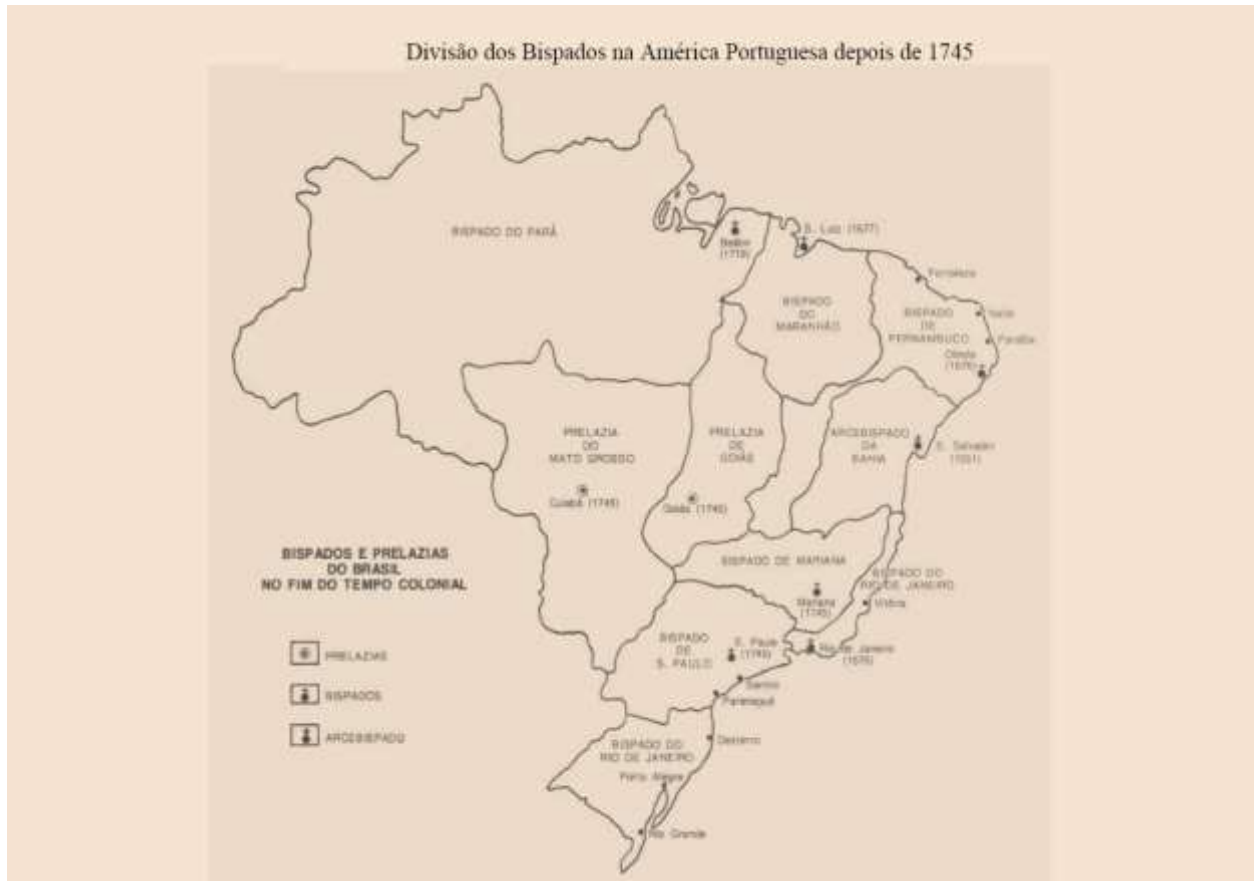 Divisão dos Bispados na América Portuguesa depois de 1745
BISPADO DO PARÁ
Belém
S. Luiz (1677)
Fortaleza
BISPADO
DO
MARANHÃO
BISPADO
DE
PERNAMBUCO
Natal
Paraíba
Olinda
(1676)
PRELAZIA
DO
MATO GROSSO
Cuiabá (1745)
PRELAZIA
DE
GOIÁS
Goiás (1745)
ARCEBISPADO
DA
BAHIA
S. Salvador
(1551)
BISPADOS E PRELAZIAS
DO BRASIL
NO FIM DO TEMPO COLONIAL
BISPADO DE MARIANA
Mariana
(1745)
BISPADO DO
RIO DE JANEIRO
Vitória
BISPADO
DE
S. PAULO
S. Paulo
(1745)
Rio de Janeiro
(1676)
Santos
Paranaguá
PRELAZIAS
BISPADOS
ARCEBISPADO
Desterro
BISPADO DO
RIO DE JANEIRO
Porto Alegre
Rio Grande